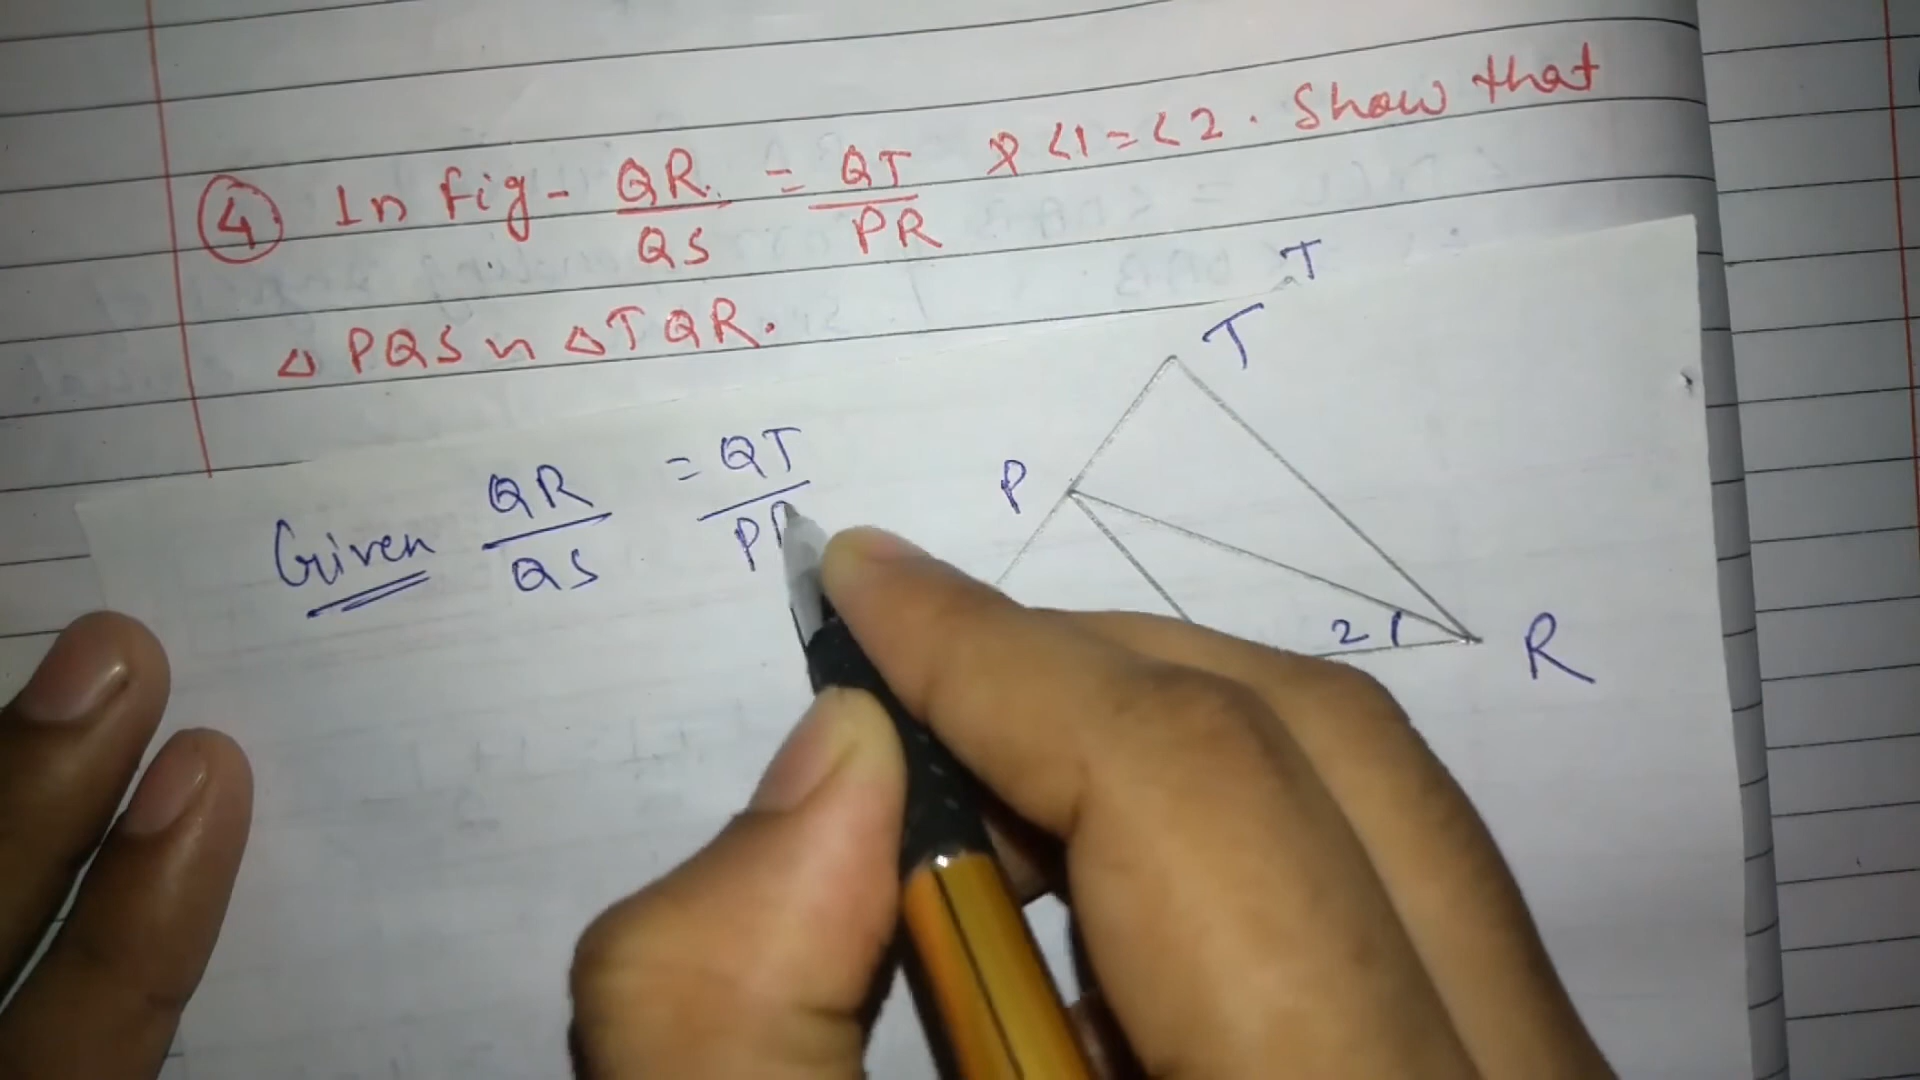 ④ In fig- QR/QS = QT/PR & <1=<2. Show that
△ PQS ~ △TQR.
T
T
Given QR/QS = QT/PR
P
2 1
R